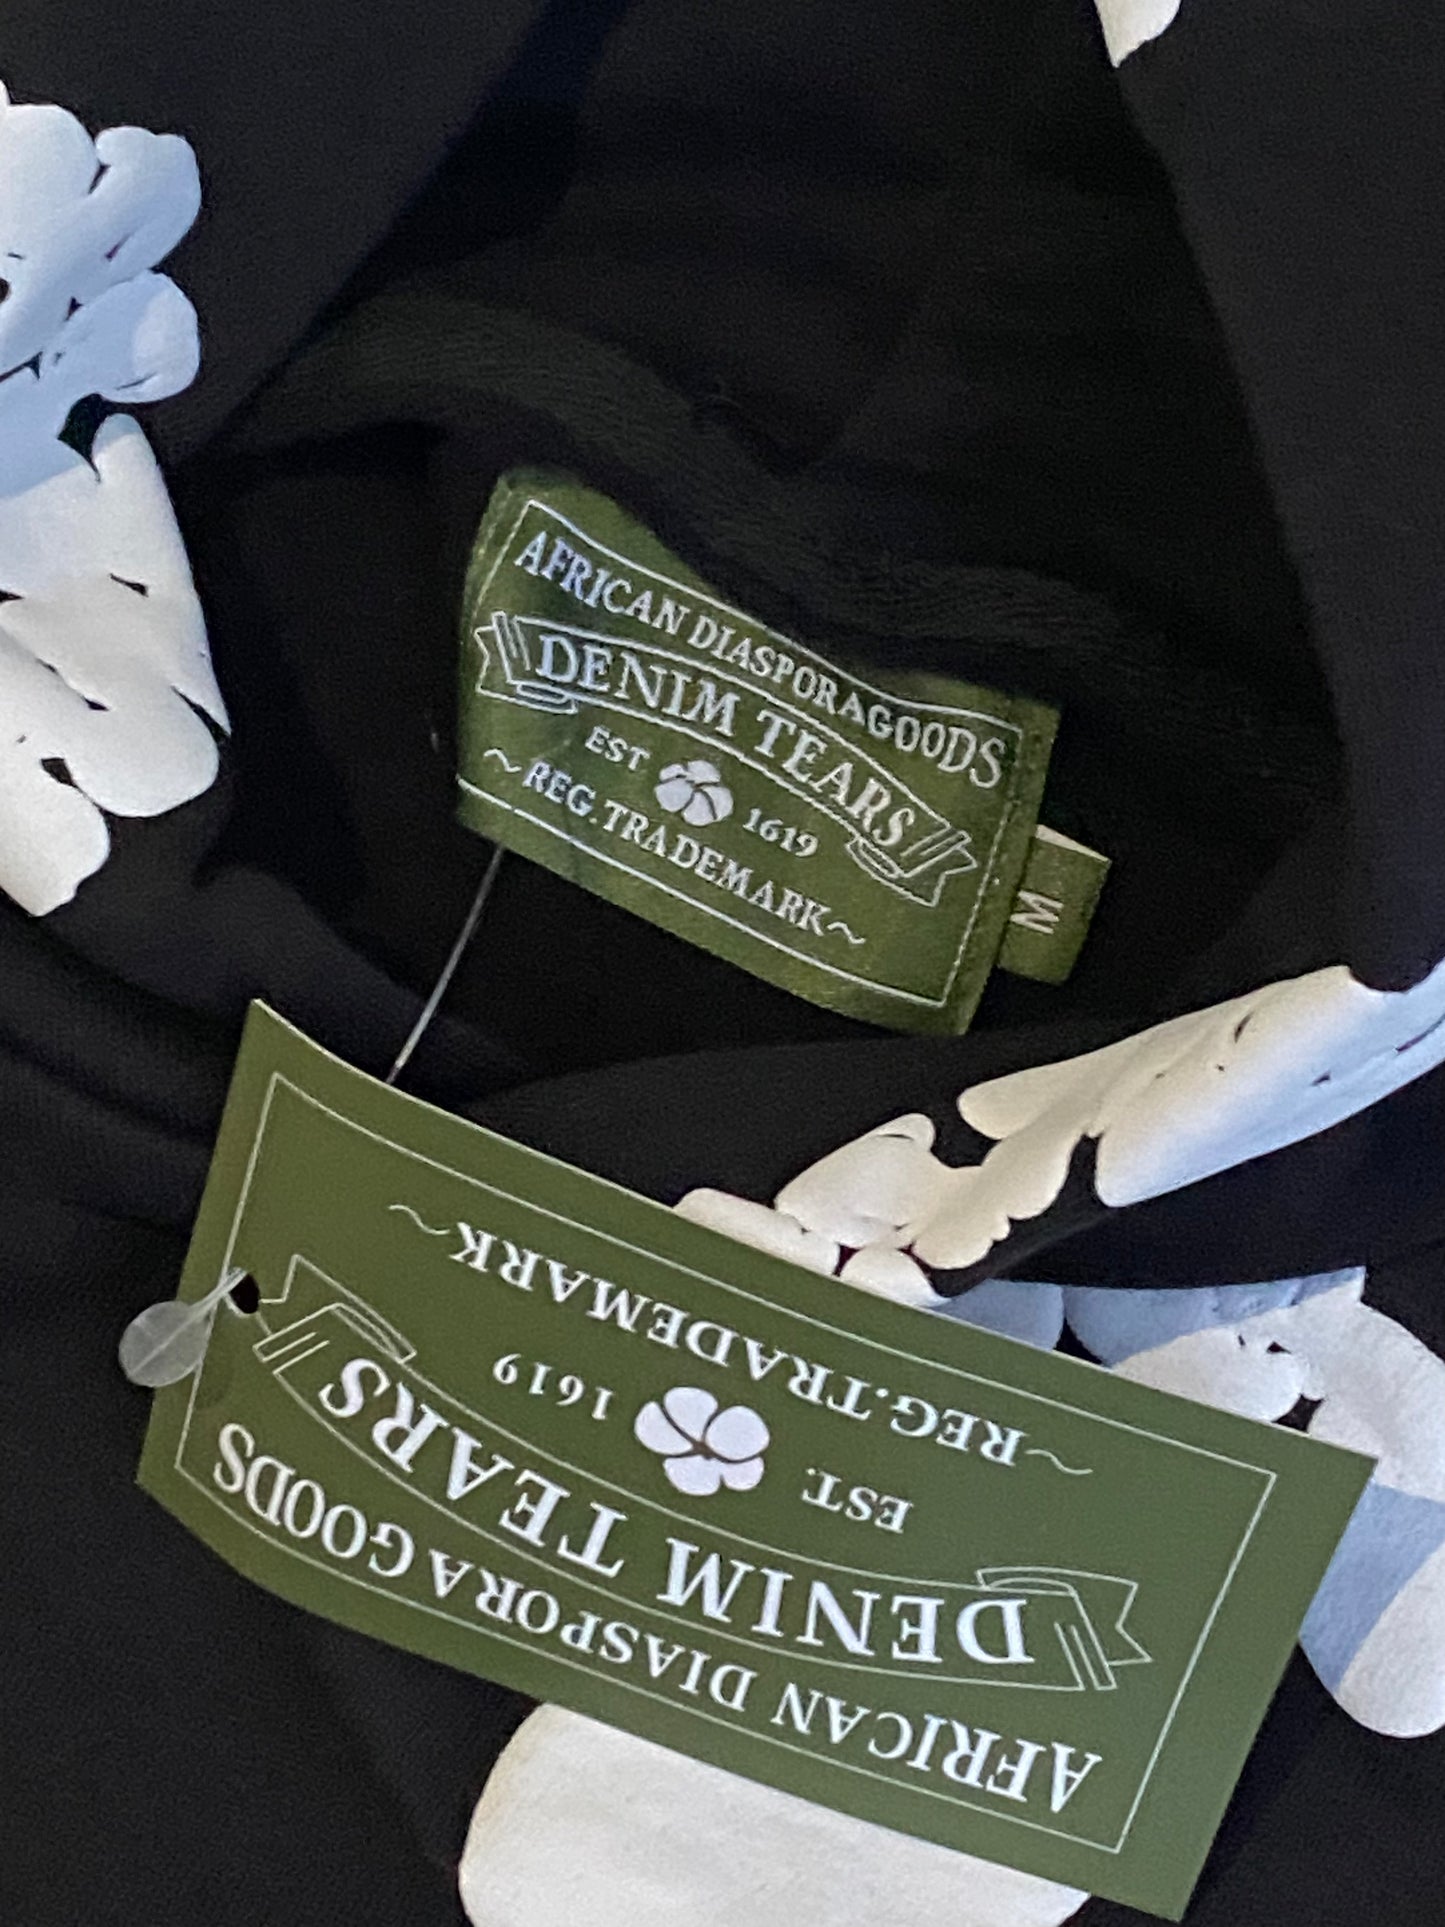 AFRICAN DIASPORAGOODS
DENIM TEARS
EST 1619
~REG.TRADEMARK~
M
AFRICAN DIASPORA GOODS
DENIM TEARS
EST. 1619
~REG.TRADEMARK~